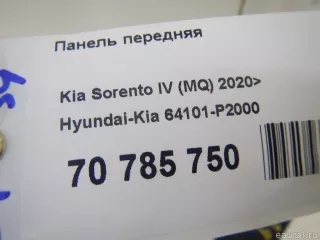 Панель передняя
Kia Sorento IV (MQ) 2020>
Hyundai-Kia 64101-P2000
70 785 750